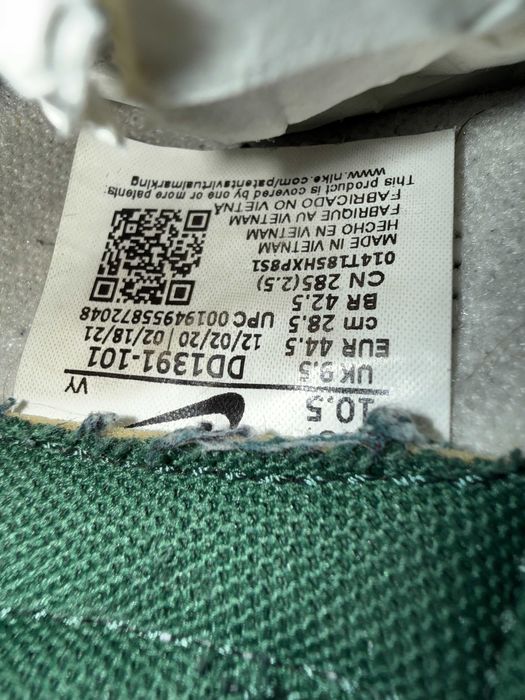 10.5
VY
UK 9.5
DD1391-101
EUR 44.5
12/02/20 | 02/18/21
cm 28.5
UPC 00194955872048
BR 42.5
CN 285(2.5)
014T185HXP8S1
MADE IN VIETNAM
HECHO EN VIETNAM
FABRIQUE AU VIETNAM
FABRICADO NO VIETNÃ
This product is covered by one or more patents
www.nike.com/patentsvirtualmarking